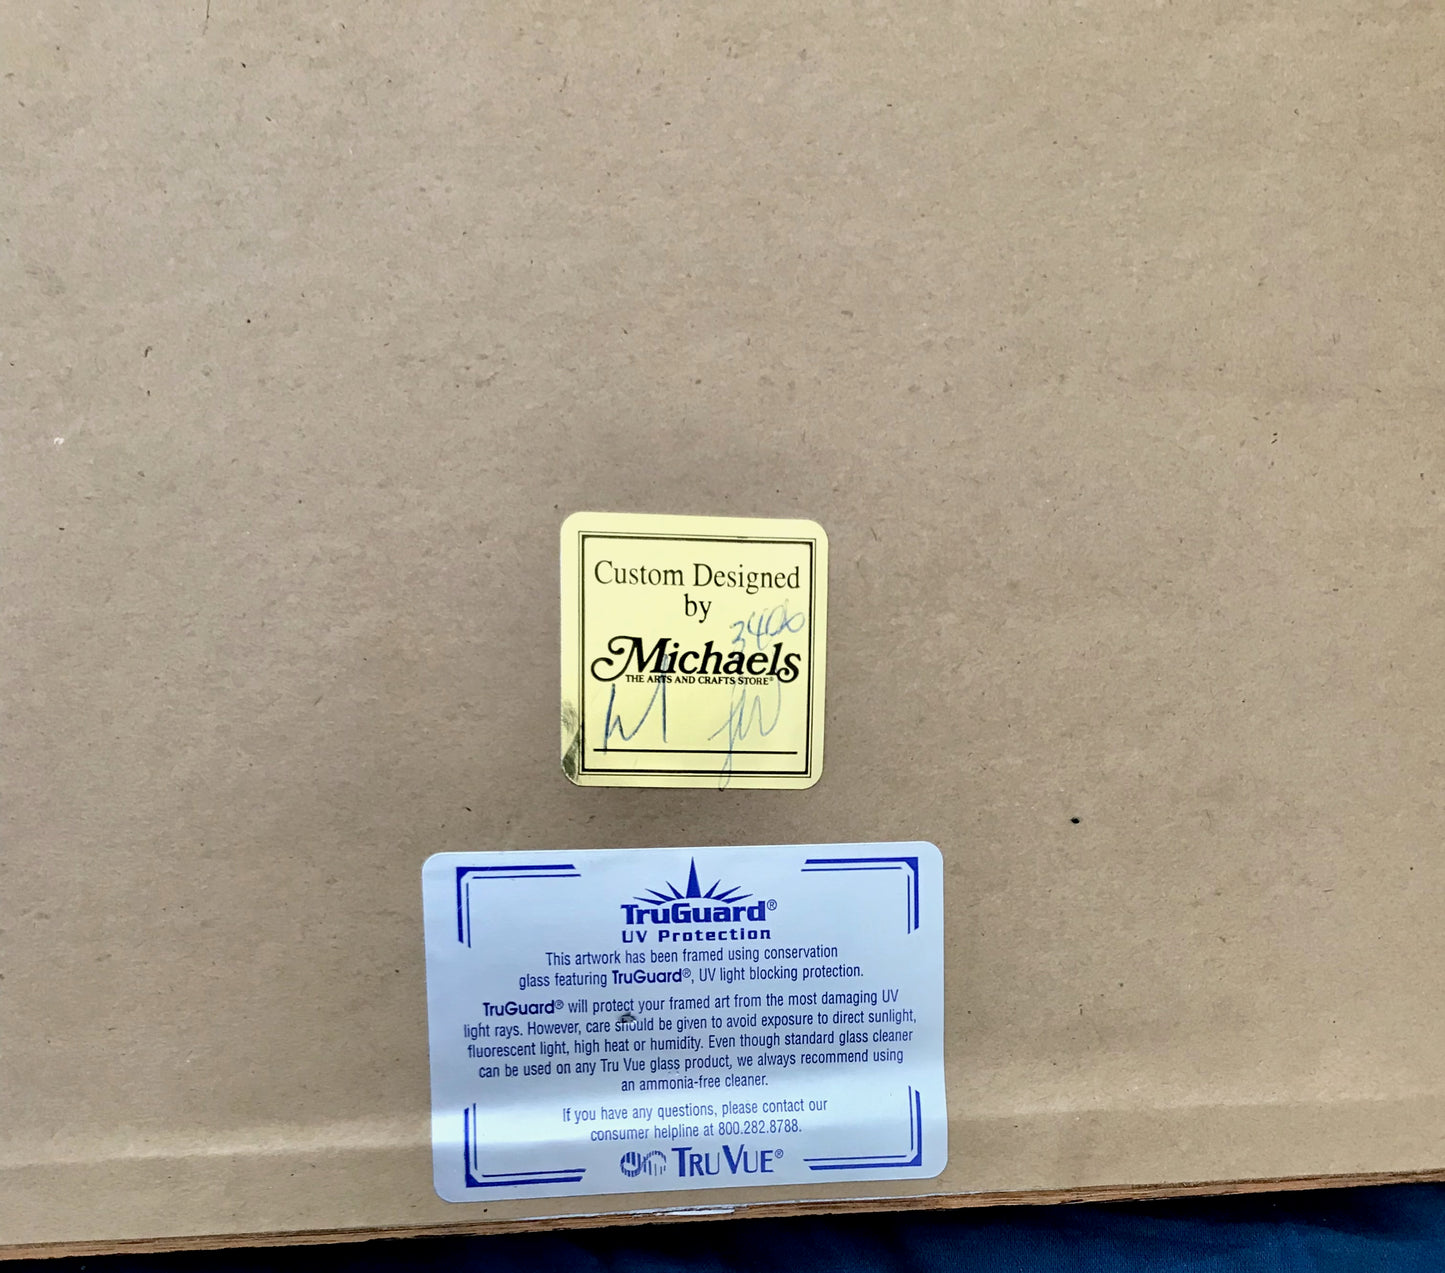 Custom Designed
by
Michaels
THE ARTS AND CRAFTS STORE®
TruGuard®
UV Protection
This artwork has been framed using conservation
glass featuring TruGuard®, UV light blocking protection.
TruGuard® will protect your framed art from the most damaging UV
light rays. However, care should be given to avoid exposure to direct sunlight,
fluorescent light, high heat or humidity. Even though standard glass cleaner
can be used on any Tru Vue glass product, we always recommend using
an ammonia-free cleaner.
If you have any questions, please contact our
consumer helpline at 800.282.8788.
TRU VUE®